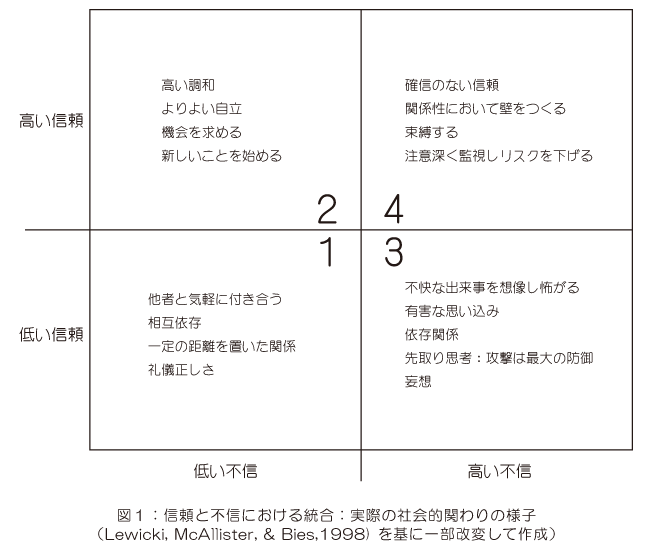 高い信頼
高い調和
よりよい自立
機会を求める
新しいことを始める
2
確信のない信頼
関係性において壁をつくる
束縛する
注意深く監視しリスクを下げる
4
低い信頼
1
他者と気軽に付き合う
相互依存
一定の距離を置いた関係
礼儀正しさ
3
不快な出来事を想像し怖がる
有害な思い込み
依存関係
先取り思考：攻撃は最大の防御
妄想
低い不信
高い不信
図１：信頼と不信における統合：実際の社会的関わりの様子
（Lewicki, McAllister, & Bies,1998）を基に一部改変して作成）